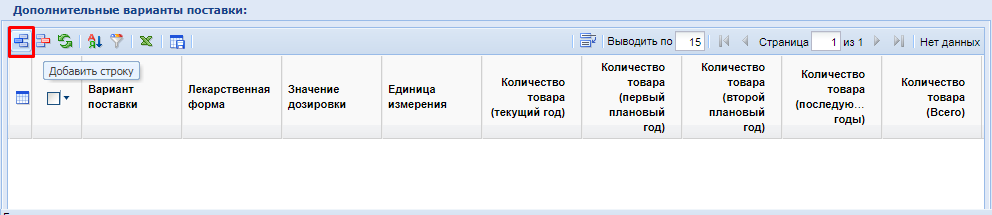 Дополнительные варианты поставки:
Выводить по 15 Страница 1 из 1 Нет данных
Добавить строку
Вариант
поставки
Лекарственная
форма
Значение
дозировки
Единица
измерения
Количество
товара
(текущий год)
Количество
товара
(первый
плановый
год)
Количество
товара
(второй
плановый
год)
Количество
товара
(последую...
годы)
Количество
товара
(Всего)